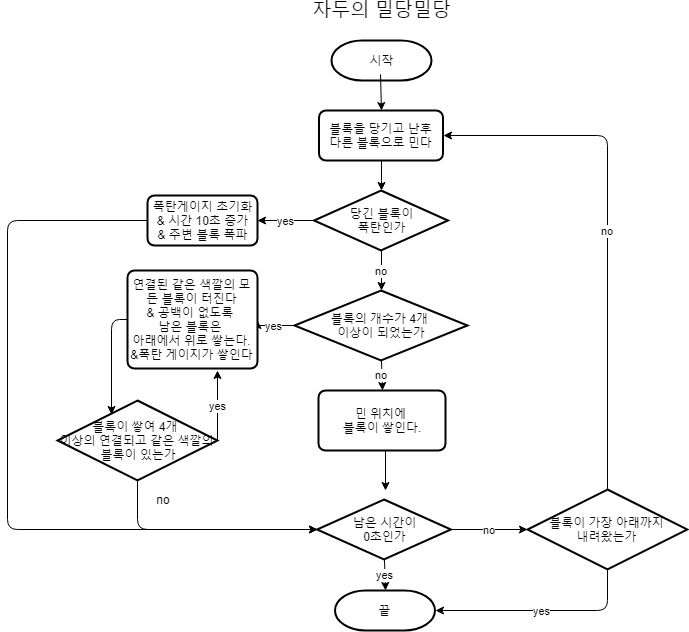 자두의 밀당밀당
시작
블록을 당기고 난후
다른 블록으로 민다
당긴 블록이
폭탄인가
yes
폭탄게이지 초기화
& 시간 10초 증가
& 주변 블록 폭파
no
블록의 개수가 4개
이상이 되었는가
yes
연결된 같은 색깔의 모
든 블록이 터진다
& 공백이 없도록
남은 블록은
아래에서 위로 쌓는다.
&폭탄 게이지가 쌓인다
no
민 위치에
블록이 쌓인다.
yes
블록이 쌓여 4개
이상의 연결되고 같은 색깔의
블록이 있는가
no
남은 시간이
0초인가
no
블록이 가장 아래까지
내려왔는가
no
yes
끝
yes